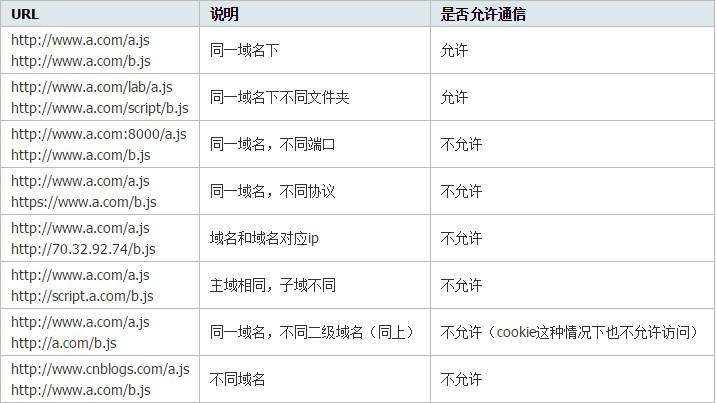 URL 说明 是否允许通信
http://www.a.com/a.js
http://www.a.com/b.js
同一域名下 允许
http://www.a.com/lab/a.js
http://www.a.com/script/b.js
同一域名下不同文件夹 允许
http://www.a.com:8000/a.js
http://www.a.com/b.js
同一域名，不同端口 不允许
http://www.a.com/a.js
https://www.a.com/b.js
同一域名，不同协议 不允许
http://www.a.com/a.js
http://70.32.92.74/b.js
域名和域名对应ip 不允许
http://www.a.com/a.js
http://script.a.com/b.js
主域相同，子域不同 不允许
http://www.a.com/a.js
http://a.com/b.js
同一域名，不同二级域名（同上） 不允许（cookie这种情况下也不允许访问）
http://www.cnblogs.com/a.js
http://www.a.com/b.js
不同域名 不允许